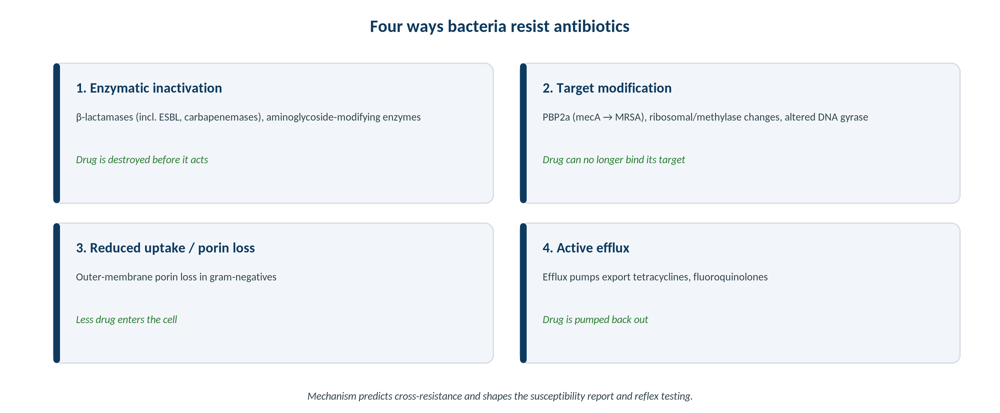 Four ways bacteria resist antibiotics
1. Enzymatic inactivation
β-lactamases (incl. ESBL, carbapenemases), aminoglycoside-modifying enzymes
Drug is destroyed before it acts
2. Target modification
PBP2a (mecA → MRSA), ribosomal/methylase changes, altered DNA gyrase
Drug can no longer bind its target
3. Reduced uptake / porin loss
Outer-membrane porin loss in gram-negatives
Less drug enters the cell
4. Active efflux
Efflux pumps export tetracyclines, fluoroquinolones
Drug is pumped back out
Mechanism predicts cross-resistance and shapes the susceptibility report and reflex testing.